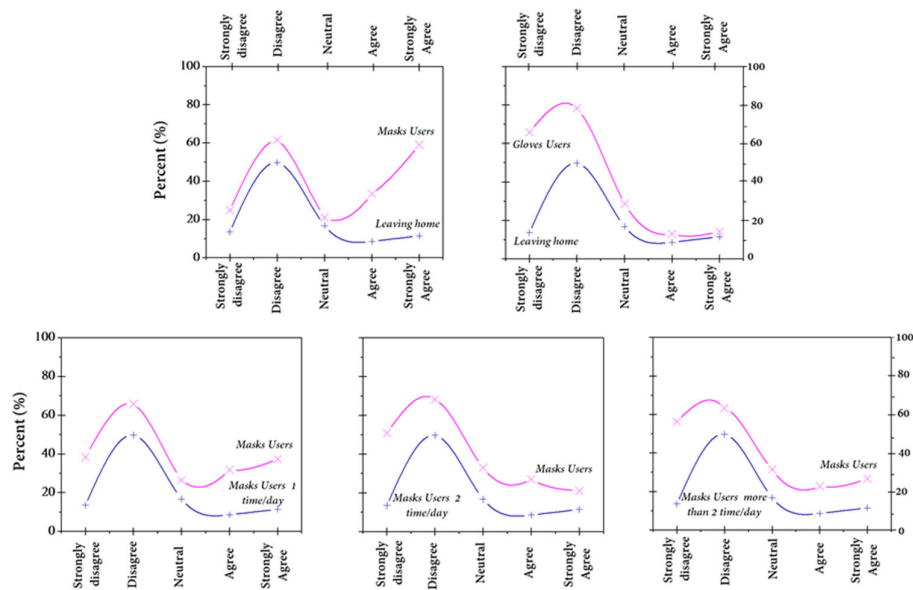 Strongly
disagree
Disagree
Neutral
Agree
Strongly
Agree
Strongly
disagree
Disagree
Neutral
Agree
Strongly
Agree
Percent (%)
100
80
60
40
20
0
Masks Users
Leaving home
Strongly
disagree
Disagree
Neutral
Agree
Strongly
Agree
100
80
60
40
20
0
Gloves Users
Leaving home
Strongly
disagree
Disagree
Neutral
Agree
Strongly
Agree
Percent (%)
100
80
60
40
20
0
Masks Users
Masks Users 1
time/day
Strongly
disagree
Disagree
Neutral
Agree
Strongly
Agree
Masks Users 2
time/day
Masks Users
Strongly
disagree
Disagree
Neutral
Agree
Strongly
Agree
100
80
60
40
20
0
Masks Users
Masks Users more
than 2 time/day
Strongly
disagree
Disagree
Neutral
Agree
Strongly
Agree